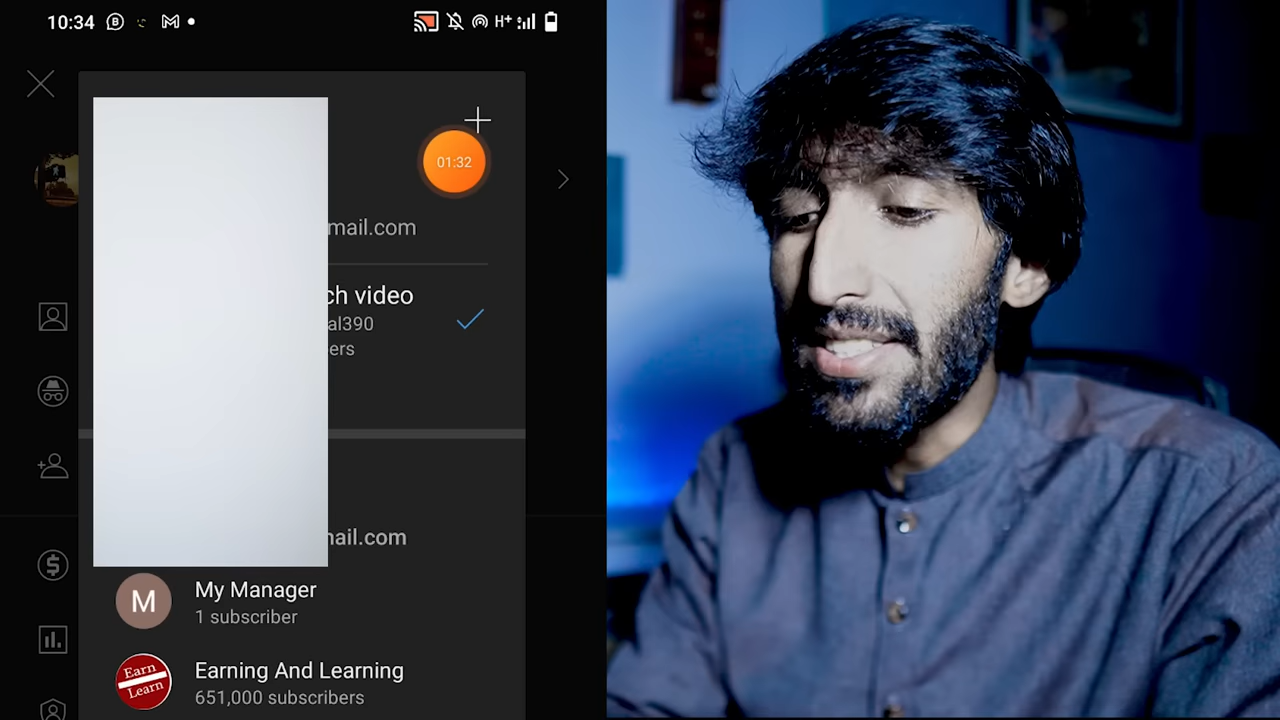 10:34
H+
01:32
mail.com
ch video
al390
ers
ail.com
M
My Manager
1 subscriber
Earn
Learn
Earning And Learning
651,000 subscribers